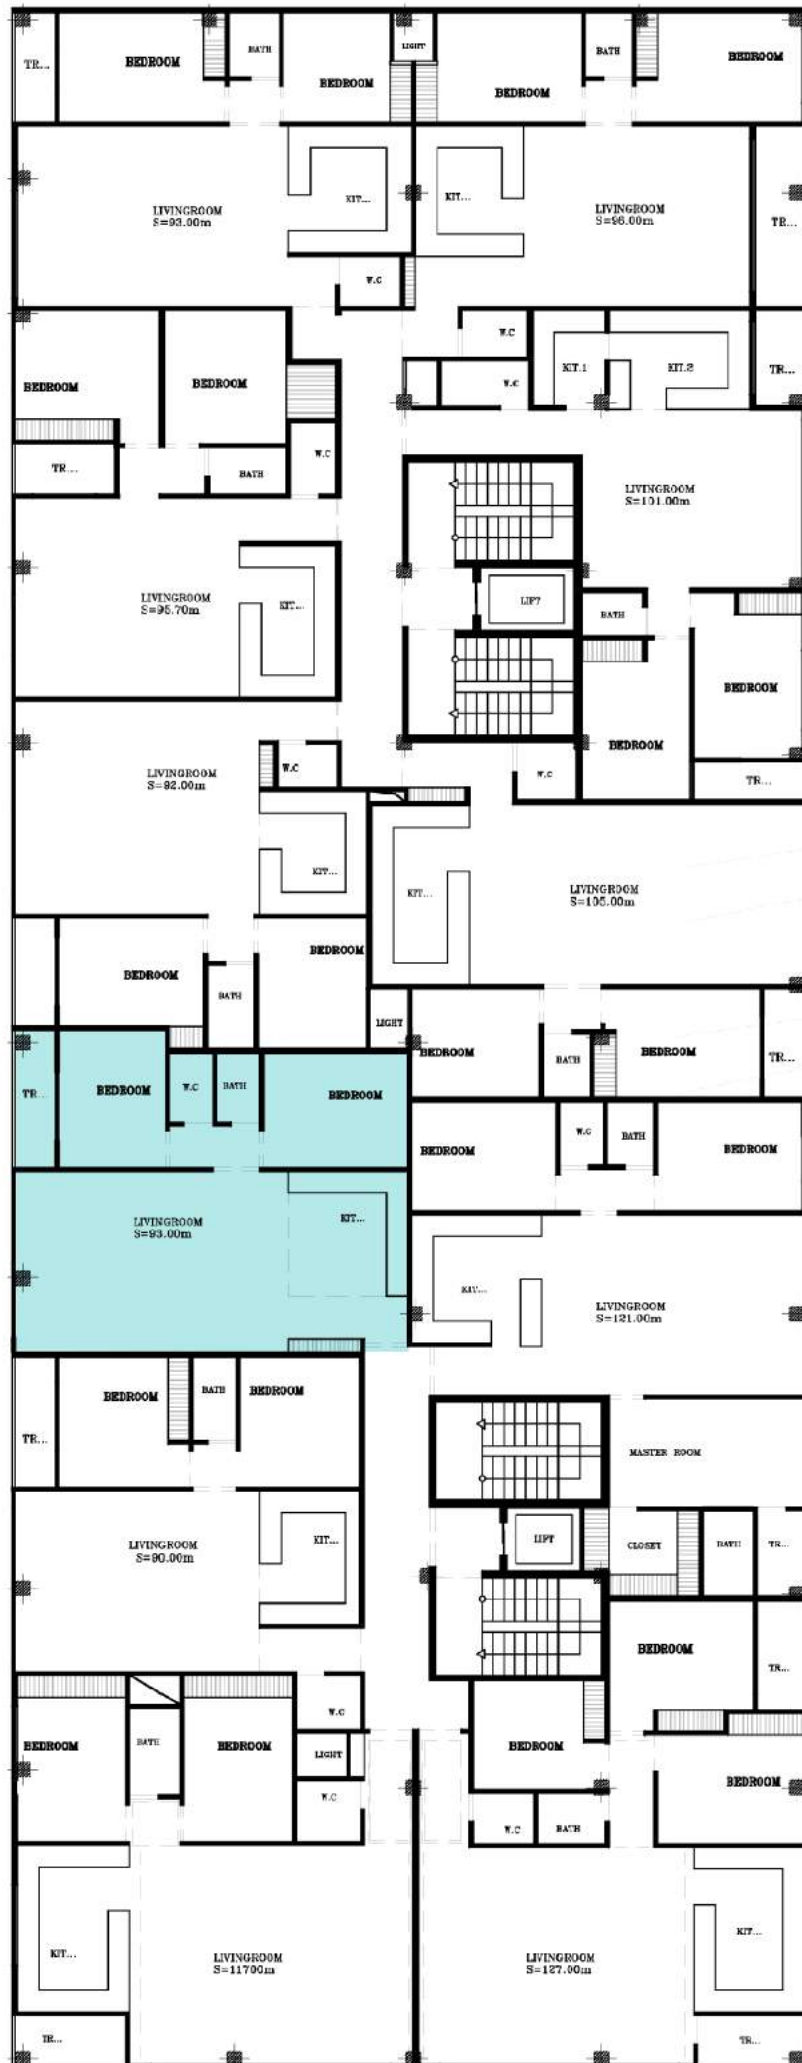 TR...
BEDROOM
BATH
BEDROOM
LIGHT
BEDROOM
BATH
BEDROOM
LIVINGROOM
S=93.00m
KIT...
KIT...
LIVINGROOM
S=96.00m
TR...
W.C
W.C
BEDROOM
BEDROOM
W.C
KIT.1
KIT.2
TR...
TR...
BATH
W.C
LIVINGROOM
S=101.00m
LIVINGROOM
S=95.70m
KIT...
LIFT
BATH
BEDROOM
BEDROOM
TR...
LIVINGROOM
S=92.00m
W.C
W.C
KIT...
KIT...
LIVINGROOM
S=105.00m
BEDROOM
BEDROOM
BATH
LIGHT
BEDROOM
BATH
BEDROOM
TR...
TR...
BEDROOM
W.C
BATH
BEDROOM
BEDROOM
W.C
BATH
BEDROOM
LIVINGROOM
S=93.00m
KIT...
KIT...
LIVINGROOM
S=121.00m
BEDROOM
BATH
BEDROOM
TR...
MASTER ROOM
LIVINGROOM
S=90.00m
KIT...
LIFT
CLOSET
BATH
TR...
BEDROOM
TR...
BEDROOM
BATH
BEDROOM
W.C
LIGHT
W.C
BEDROOM
BEDROOM
W.C
BATH
KIT...
LIVINGROOM
S=11700m
LIVINGROOM
S=127.00m
KIT...
TR...
TR...